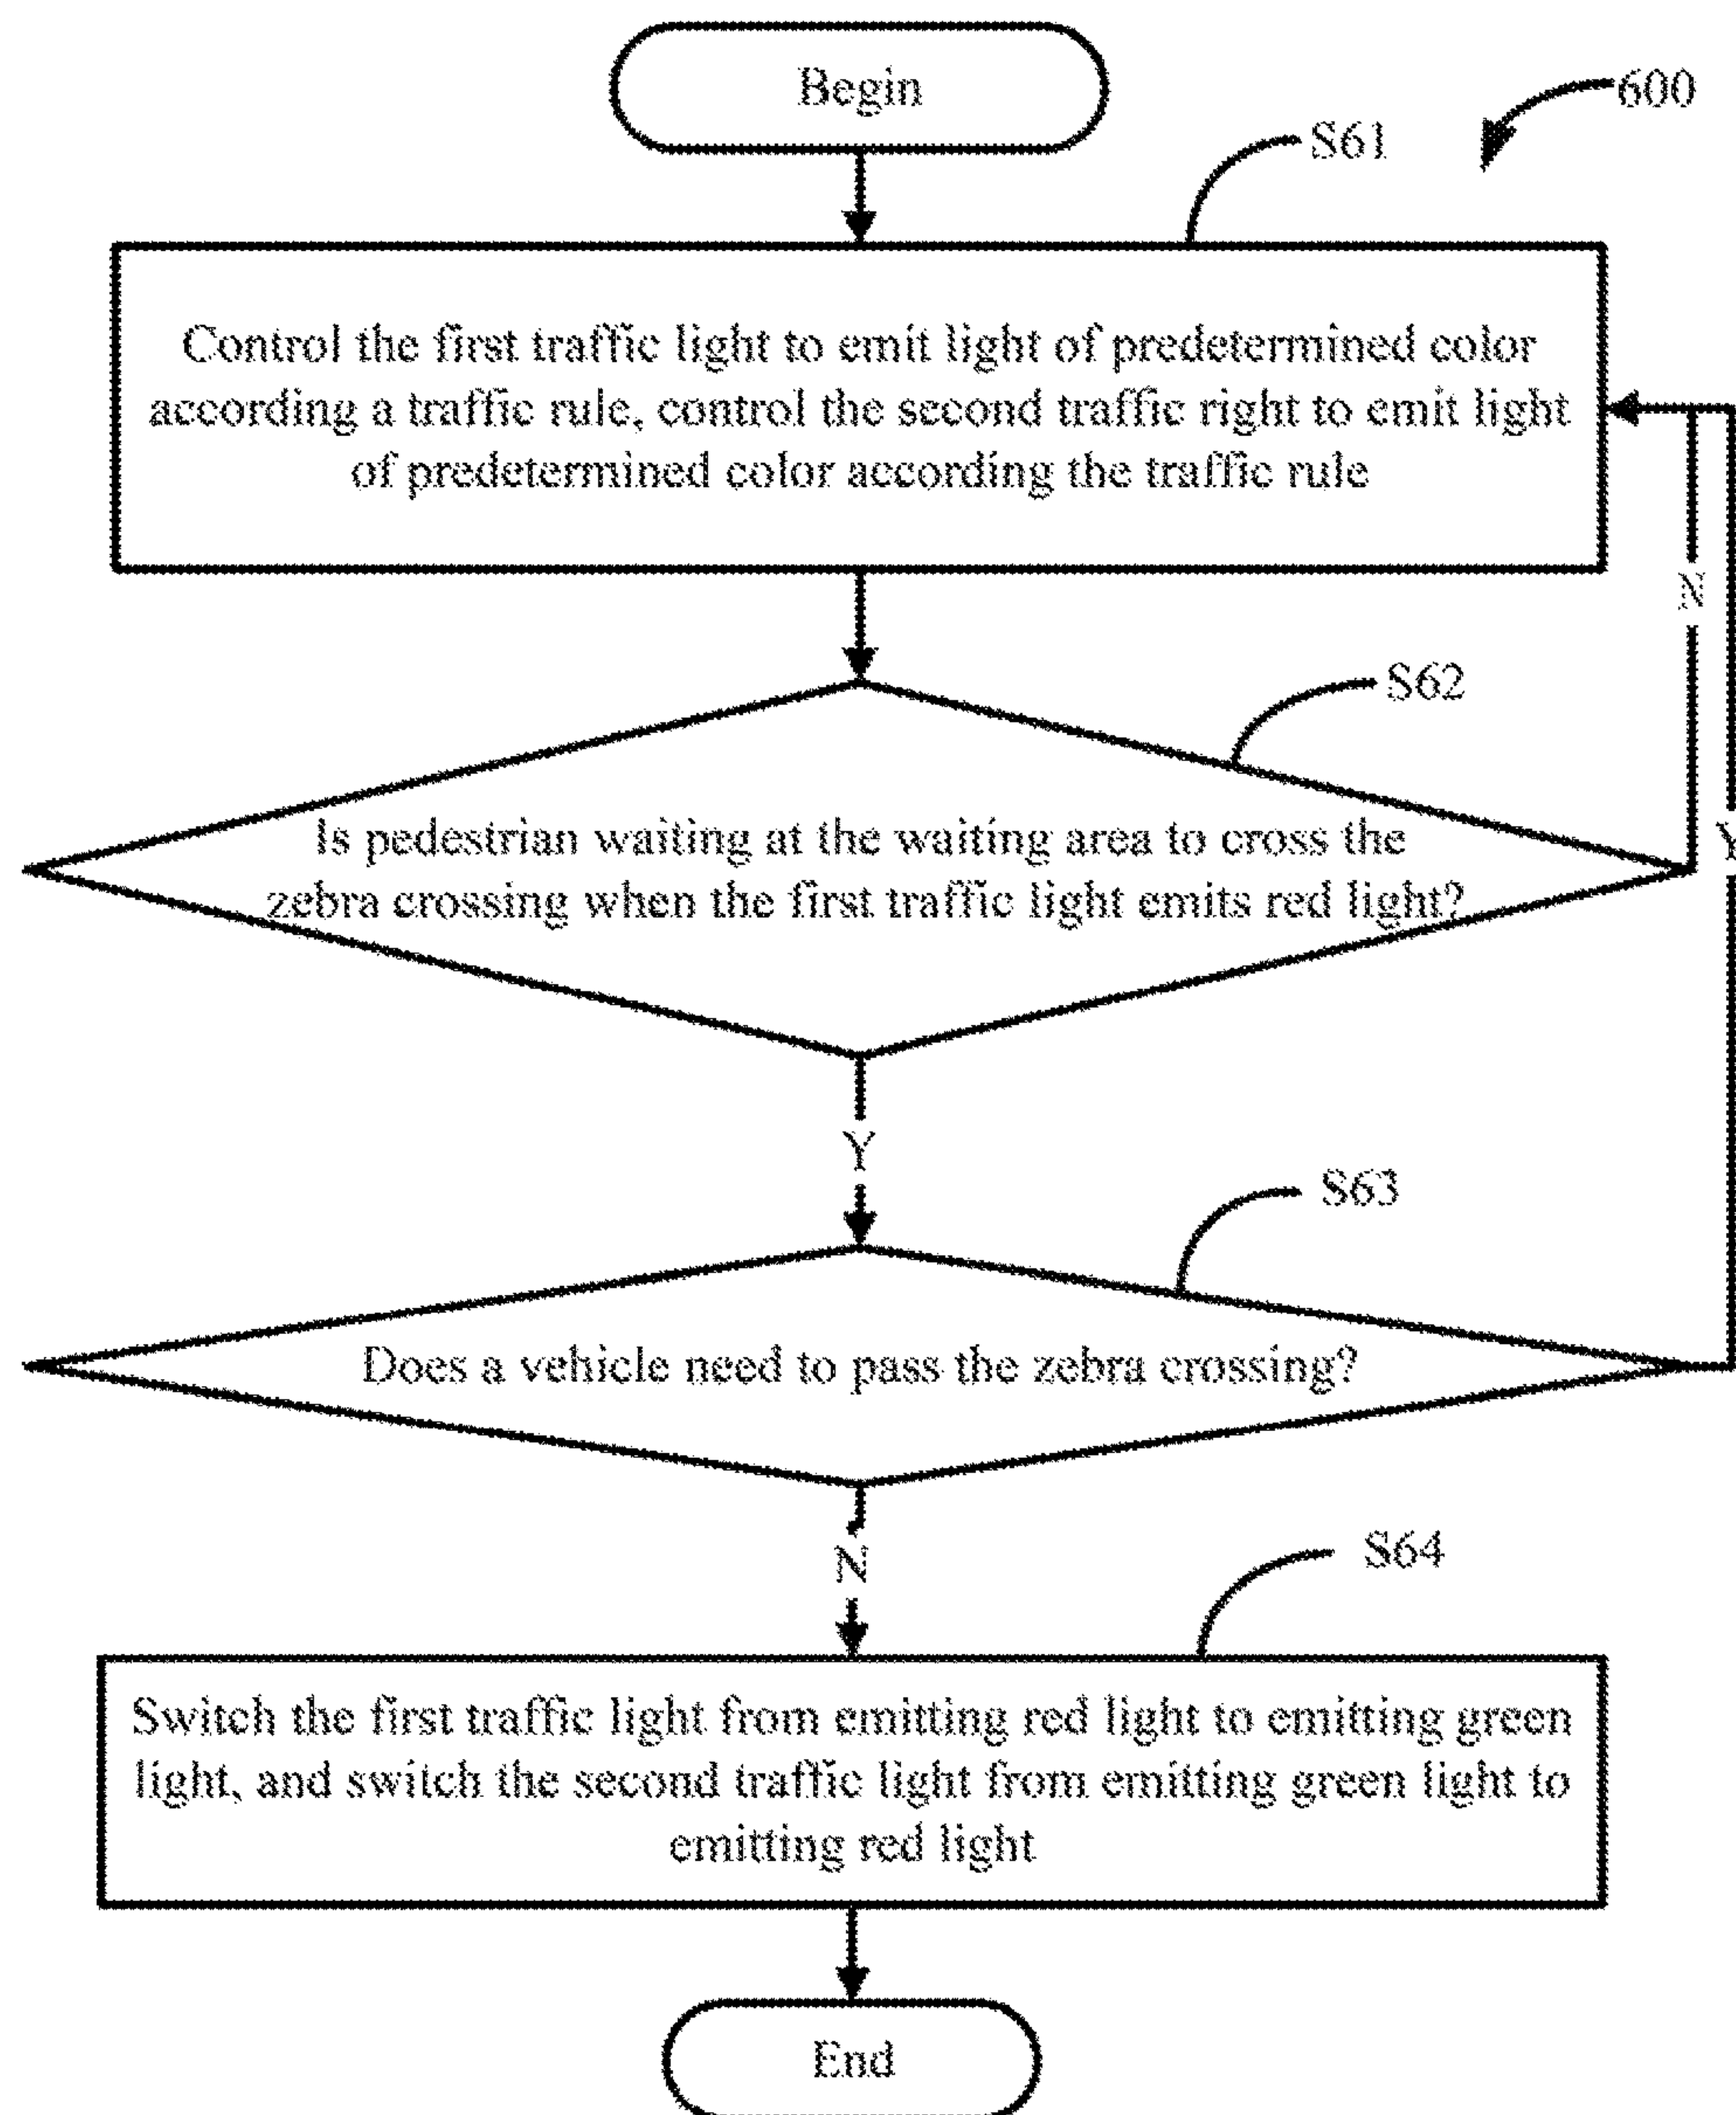 Begin
600
S61
Control the first traffic light to emit light of predetermined color
according a traffic rule, control the second traffic right to emit light
of predetermined color according the traffic rule
N
S62
Is pedestrian waiting at the waiting area to cross the
zebra crossing when the first traffic light emits red light?
Y
Y
S63
Does a vehicle need to pass the zebra crossing?
N
S64
Switch the first traffic light from emitting red light to emitting green
light, and switch the second traffic light from emitting green light to
emitting red light
End